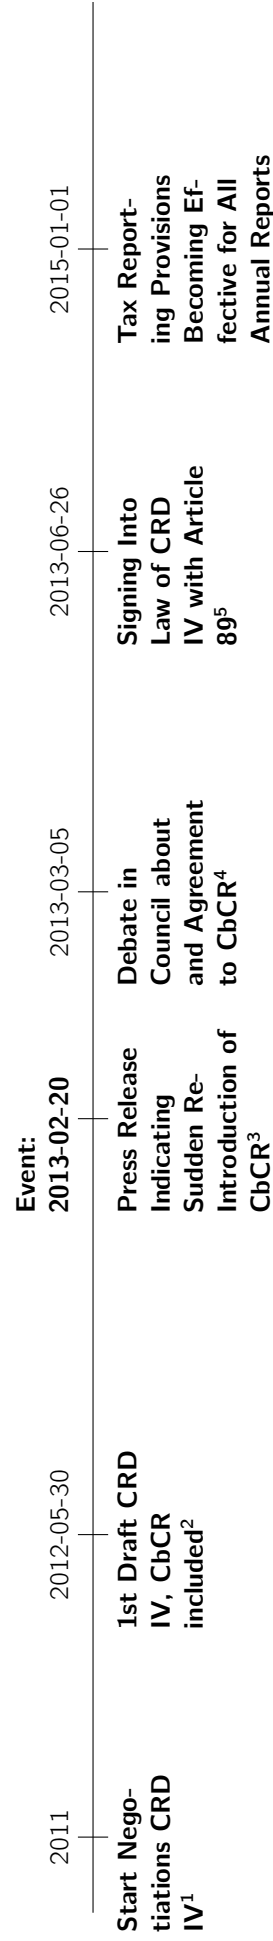 2011
Start Nego-
tiations CRD
IV¹
2012-05-30
1st Draft CRD
IV, CbCR
included²
Event:
2013-02-20
Press Release
Indicating
Sudden Re-
Introduction of
CbCR³
2013-03-05
Debate in
Council about
and Agreement
to CbCR⁴
2013-06-26
Signing Into
Law of CRD
IV with Article
89⁵
2015-01-01
Tax Report-
ing Provisions
Becoming Ef-
fective for All
Annual Reports